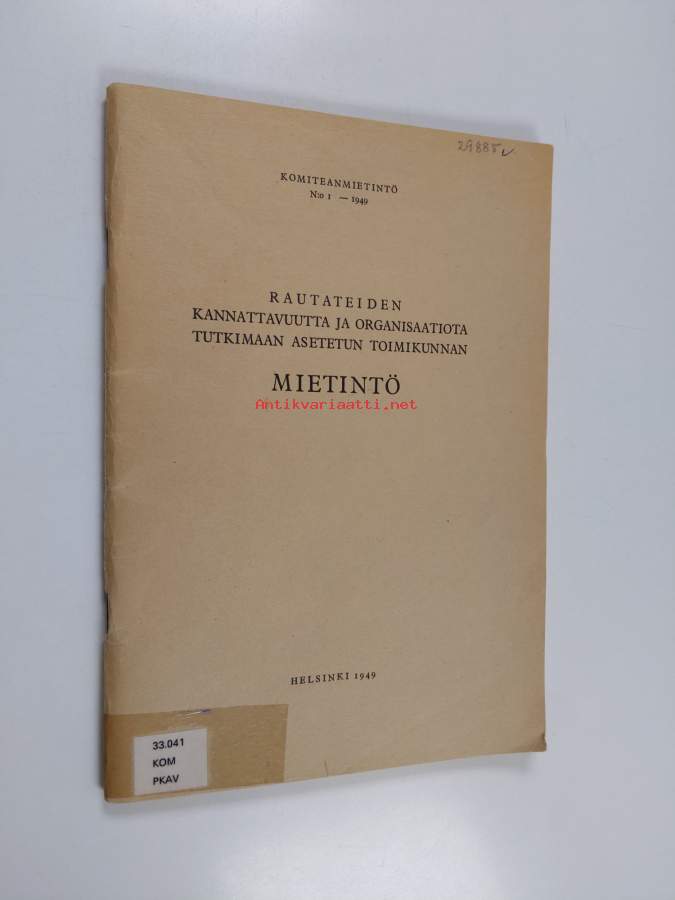 29885
KOMITEANMIETINTÖ
N:o 1 — 1949
RAUTATEIDEN
KANNATTAVUUTTA JA ORGANISAATIOTA
TUTKIMAAN ASETETUN TOIMIKUNNAN
MIETINTÖ
Antikvariaatti.net
HELSINKI 1949
33.041
KOM
PKAV